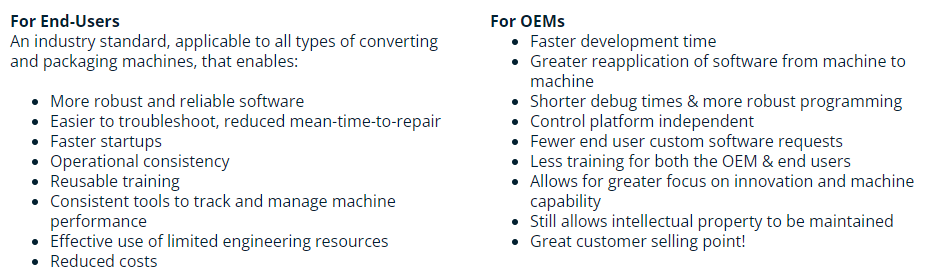 For End-Users
An industry standard, applicable to all types of converting
and packaging machines, that enables:
• More robust and reliable software
• Easier to troubleshoot, reduced mean-time-to-repair
• Faster startups
• Operational consistency
• Reusable training
• Consistent tools to track and manage machine
performance
• Effective use of limited engineering resources
• Reduced costs
For OEMs
• Faster development time
• Greater reapplication of software from machine to
machine
• Shorter debug times & more robust programming
• Control platform independent
• Fewer end user custom software requests
• Less training for both the OEM & end users
• Allows for greater focus on innovation and machine
capability
• Still allows intellectual property to be maintained
• Great customer selling point!